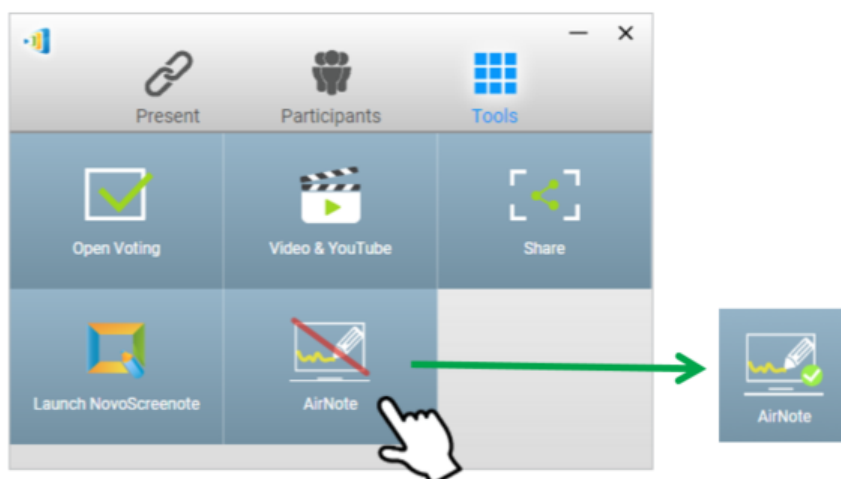 Present Participants Tools
Open Voting Video & YouTube Share
Launch NovoScreenote AirNote
AirNote